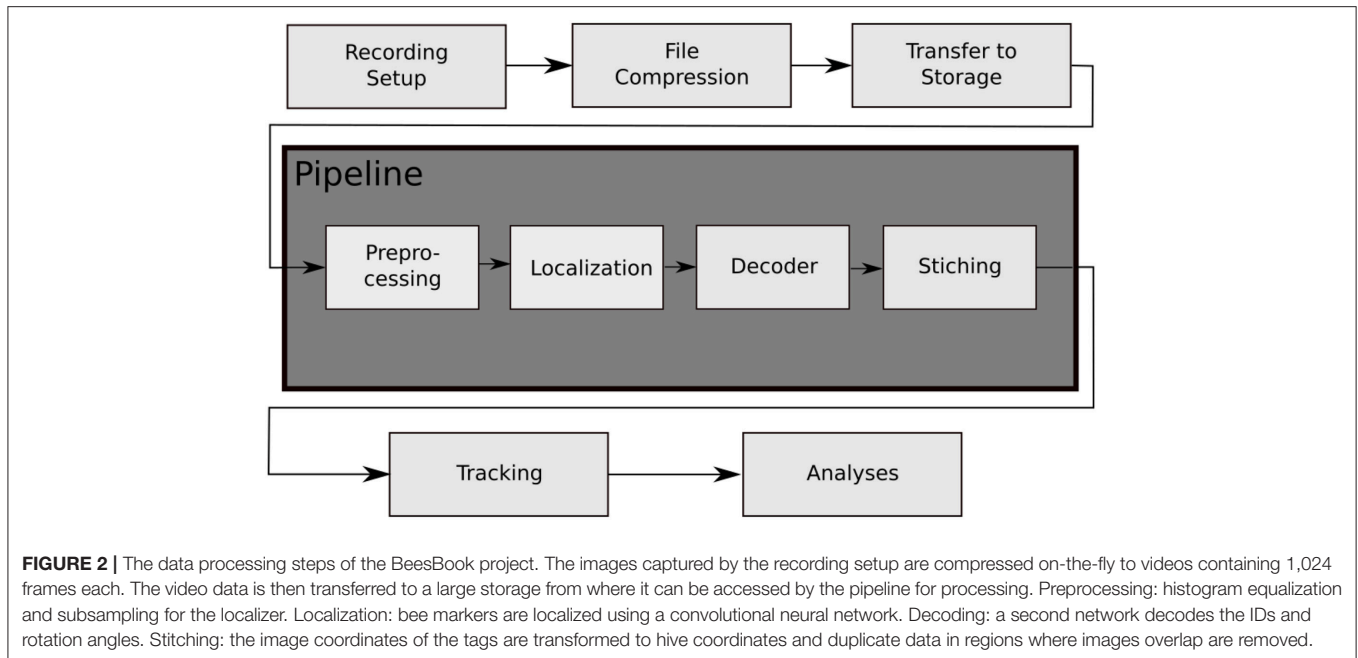 Recording
Setup
File
Compression
Transfer to
Storage
Pipeline
Prepro-
cessing
Localization
Decoder
Stiching
Tracking
Analyses
FIGURE 2 | The data processing steps of the BeesBook project. The images captured by the recording setup are compressed on-the-fly to videos containing 1,024
frames each. The video data is then transferred to a large storage from where it can be accessed by the pipeline for processing. Preprocessing: histogram equalization
and subsampling for the localizer. Localization: bee markers are localized using a convolutional neural network. Decoding: a second network decodes the IDs and
rotation angles. Stitching: the image coordinates of the tags are transformed to hive coordinates and duplicate data in regions where images overlap are removed.